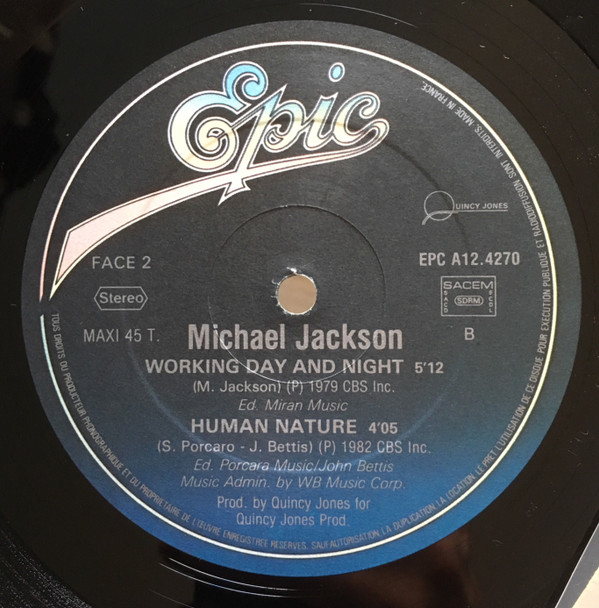 Epic
QUINCY JONES
FACE 2
EPC A12.4270
Stereo
SACEM
SACD
SDRM
SGDL
MAXI 45 T.
B
Michael Jackson
WORKING DAY AND NIGHT 5'12
(M. Jackson) (P) 1979 CBS Inc.
Ed. Miran Music
HUMAN NATURE 4'05
(S. Porcaro - J. Bettis) (P) 1982 CBS Inc.
Ed. Porcara Music/John Bettis
Music Admin. by WB Music Corp.
Prod. by Quincy Jones for
Quincy Jones Prod.
TOUS DROITS DU PRODUCTEUR PHONOGRAPHIQUE ET DU PROPRIETAIRE DE L'ŒUVRE ENREGISTREE RESERVES. SAUF AUTORISATION LA DUPLICATION, LA LOCATION, LE PRET, L'UTILISATION DE CE DISQUE POUR EXECUTION PUBLIQUE ET RADIODIFFUSION SONT INTERDITS. MADE IN FRANCE.